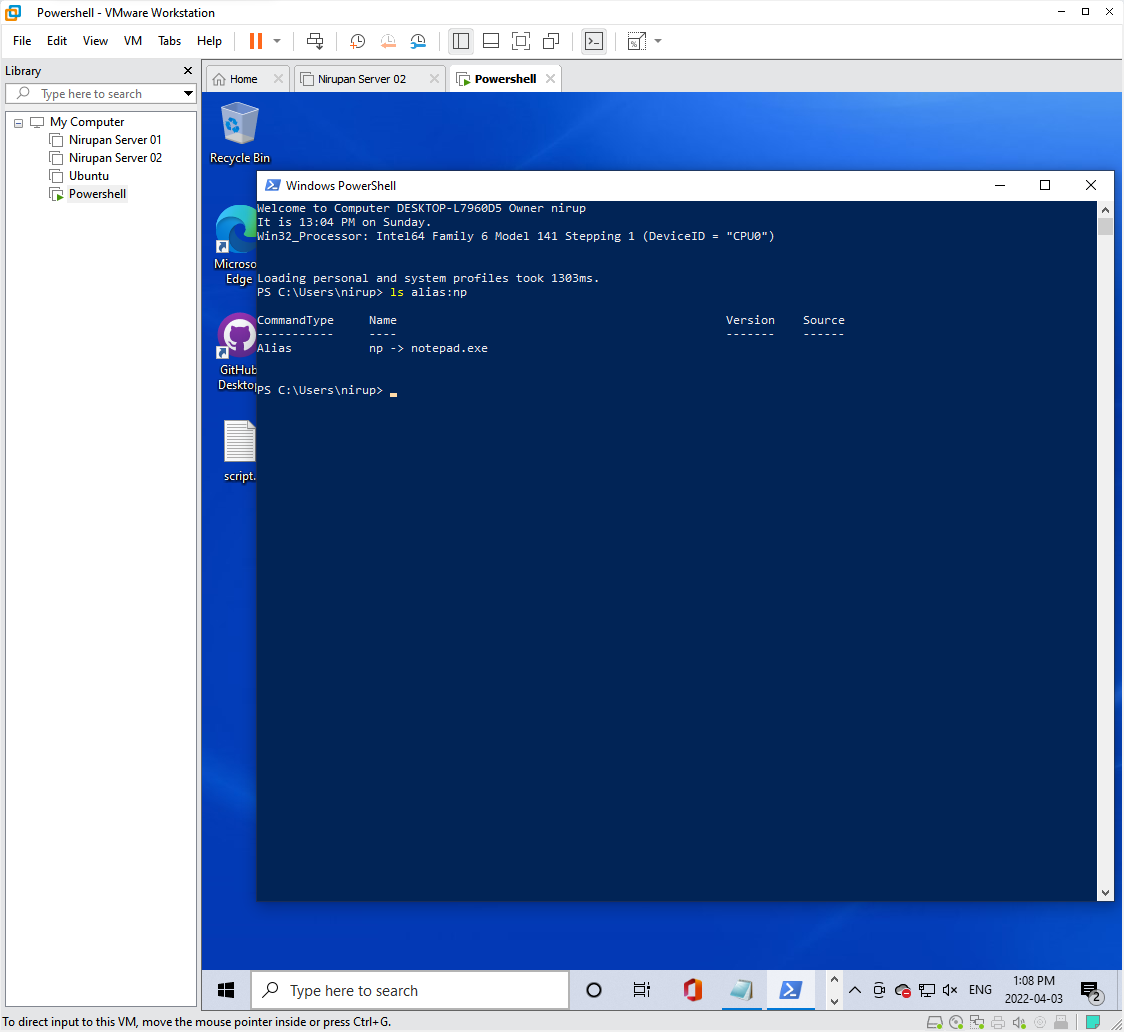 Powershell - VMware Workstation
File Edit View VM Tabs Help
Library
Type here to search
My Computer
Nirupan Server 01
Nirupan Server 02
Ubuntu
Powershell
Home
Nirupan Server 02
Powershell
Recycle Bin
Microso
Edge
GitHub
Deskto
script.
Windows PowerShell
Welcome to Computer DESKTOP-L7960D5 Owner nirup
It is 13:04 PM on Sunday.
Win32_Processor: Intel64 Family 6 Model 141 Stepping 1 (DeviceID = "CPU0")
Loading personal and system profiles took 1303ms.
PS C:\Users\nirup> ls alias:np
CommandType Name Version Source
----------- ---- ------- ------
Alias np -> notepad.exe
PS C:\Users\nirup>
Type here to search
ENG
1:08 PM
2022-04-03
2
To direct input to this VM, move the mouse pointer inside or press Ctrl+G.